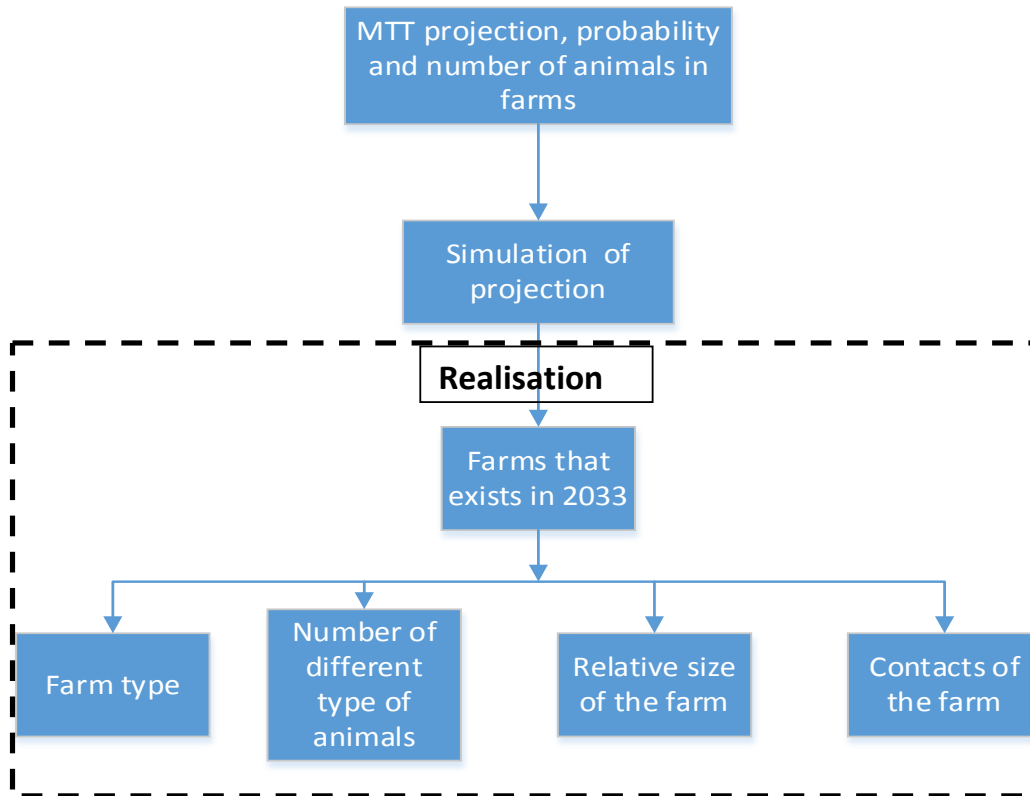 MTT projection, probability
and number of animals in
farms
Simulation of
projection
Realisation
Farms that
exists in 2033
Farm type
Number of
different
type of
animals
Relative size
of the farm
Contacts of
the farm